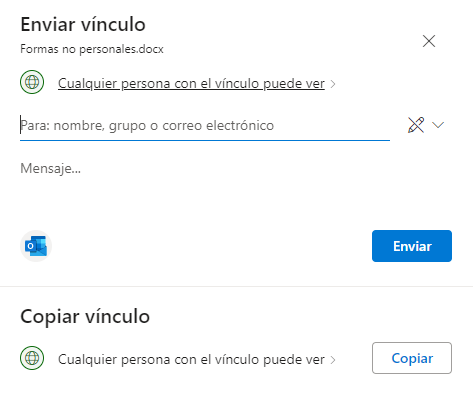 Enviar vínculo
Formas no personales.docx
Cualquier persona con el vínculo puede ver
Para: nombre, grupo o correo electrónico
Mensaje...
Enviar
Copiar vínculo
Cualquier persona con el vínculo puede ver
Copiar